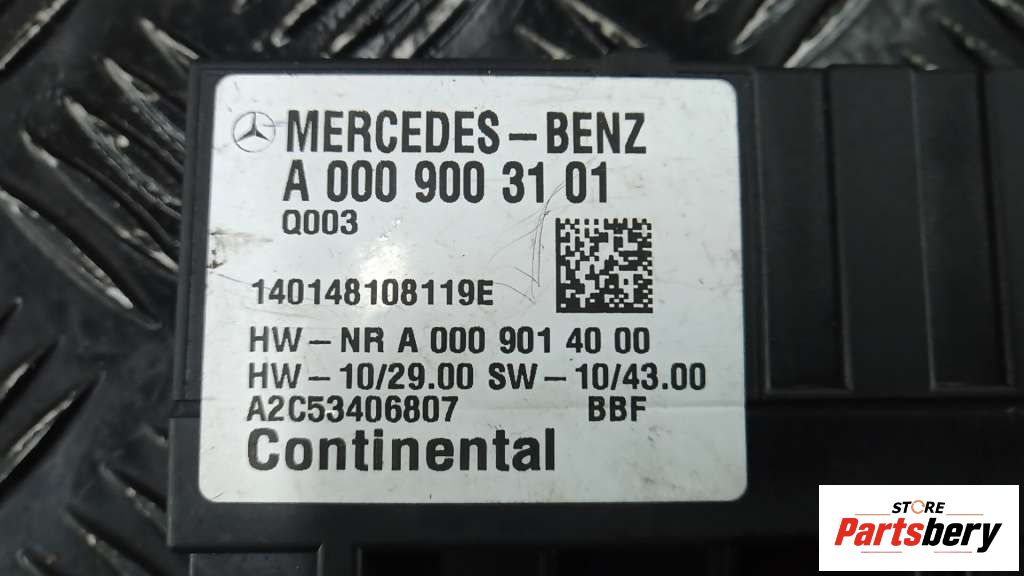 MERCEDES-BENZ
A 000 900 31 01
Q003
140148108119E
HW-NR A 000 901 40 00
HW-10/29.00 SW-10/43.00
A2C53406807 BBF
Continental
STORE
Partsbery